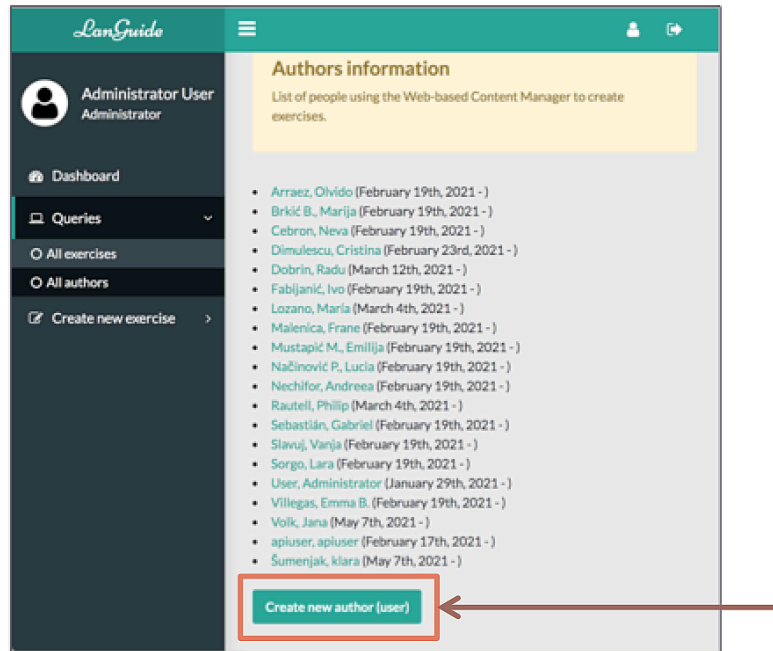 LanGuide
Administrator User
Administrator
Dashboard
Queries
All exercises
All authors
Create new exercise
Authors information
List of people using the Web-based Content Manager to create
exercises.
Arraez, Olvido (February 19th, 2021 - )
Brkić B., Marija (February 19th, 2021 - )
Cebron, Neva (February 19th, 2021 - )
Dimulescu, Cristina (February 23rd, 2021 - )
Dobrin, Radu (March 12th, 2021 - )
Fabijanić, Ivo (February 19th, 2021 - )
Lozano, María (March 4th, 2021 - )
Malenica, Frane (February 19th, 2021 - )
Mustapić M., Emilija (February 19th, 2021 - )
Načinović P., Lucia (February 19th, 2021 - )
Nechifor, Andreea (February 19th, 2021 - )
Rautell, Philip (March 4th, 2021 - )
Sebastián, Gabriel (February 19th, 2021 - )
Slavuj, Vanja (February 19th, 2021 - )
Sorgo, Lara (February 19th, 2021 - )
User, Administrator (January 29th, 2021 - )
Villegas, Emma B. (February 19th, 2021 - )
Volk, Jana (May 7th, 2021 - )
apiuser, apiuser (February 17th, 2021 - )
Šumenjak, klara (May 7th, 2021 - )
Create new author (user)